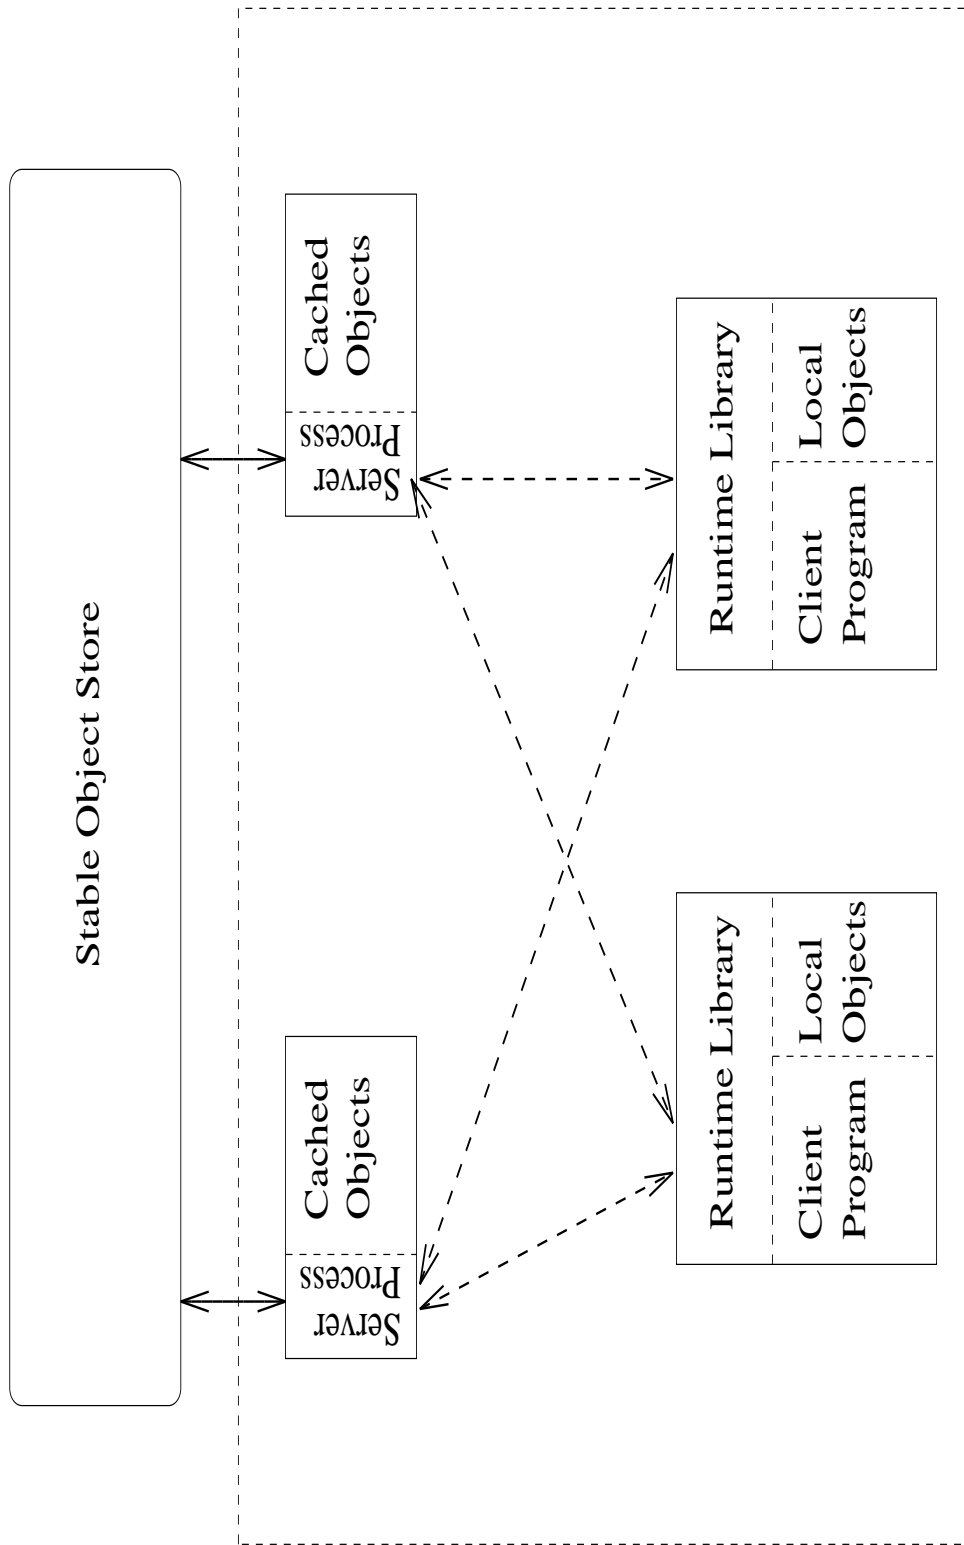 Stable Object Store
Server
Process
Cached
Objects
Server
Process
Cached
Objects
Runtime Library
Client
Program
Local
Objects
Runtime Library
Client
Program
Local
Objects